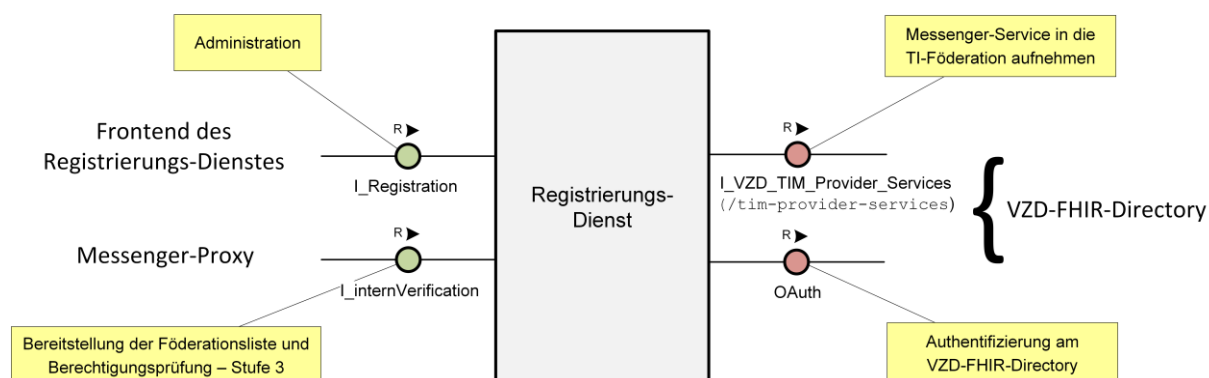 Administration
Messenger-Service in die
TI-Föderation aufnehmen
Frontend des
Registrierungs-Dienstes
R
I_Registration
Registrierungs-
Dienst
R
I_VZD_TIM_Provider_Services
(/tim-provider-services)
VZD-FHIR-Directory
Messenger-Proxy
R
I_internVerification
R
OAuth
Bereitstellung der Föderationsliste und
Berechtigungsprüfung – Stufe 3
Authentifizierung am
VZD-FHIR-Directory